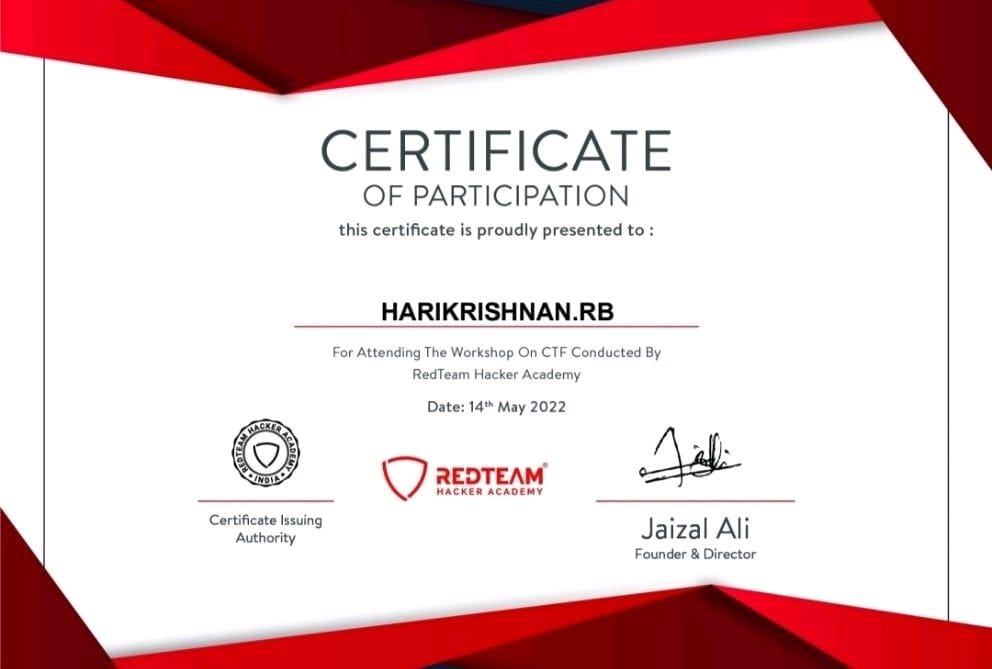 CERTIFICATE
OF PARTICIPATION
this certificate is proudly presented to :
HARIKRISHNAN.RB
For Attending The Workshop On CTF Conducted By
RedTeam Hacker Academy
Date: 14th May 2022
REDTEAM HACKER ACADEMY
INDIA
REDTEAM®
HACKER ACADEMY
Certificate Issuing
Authority
Jaizal Ali
Founder & Director